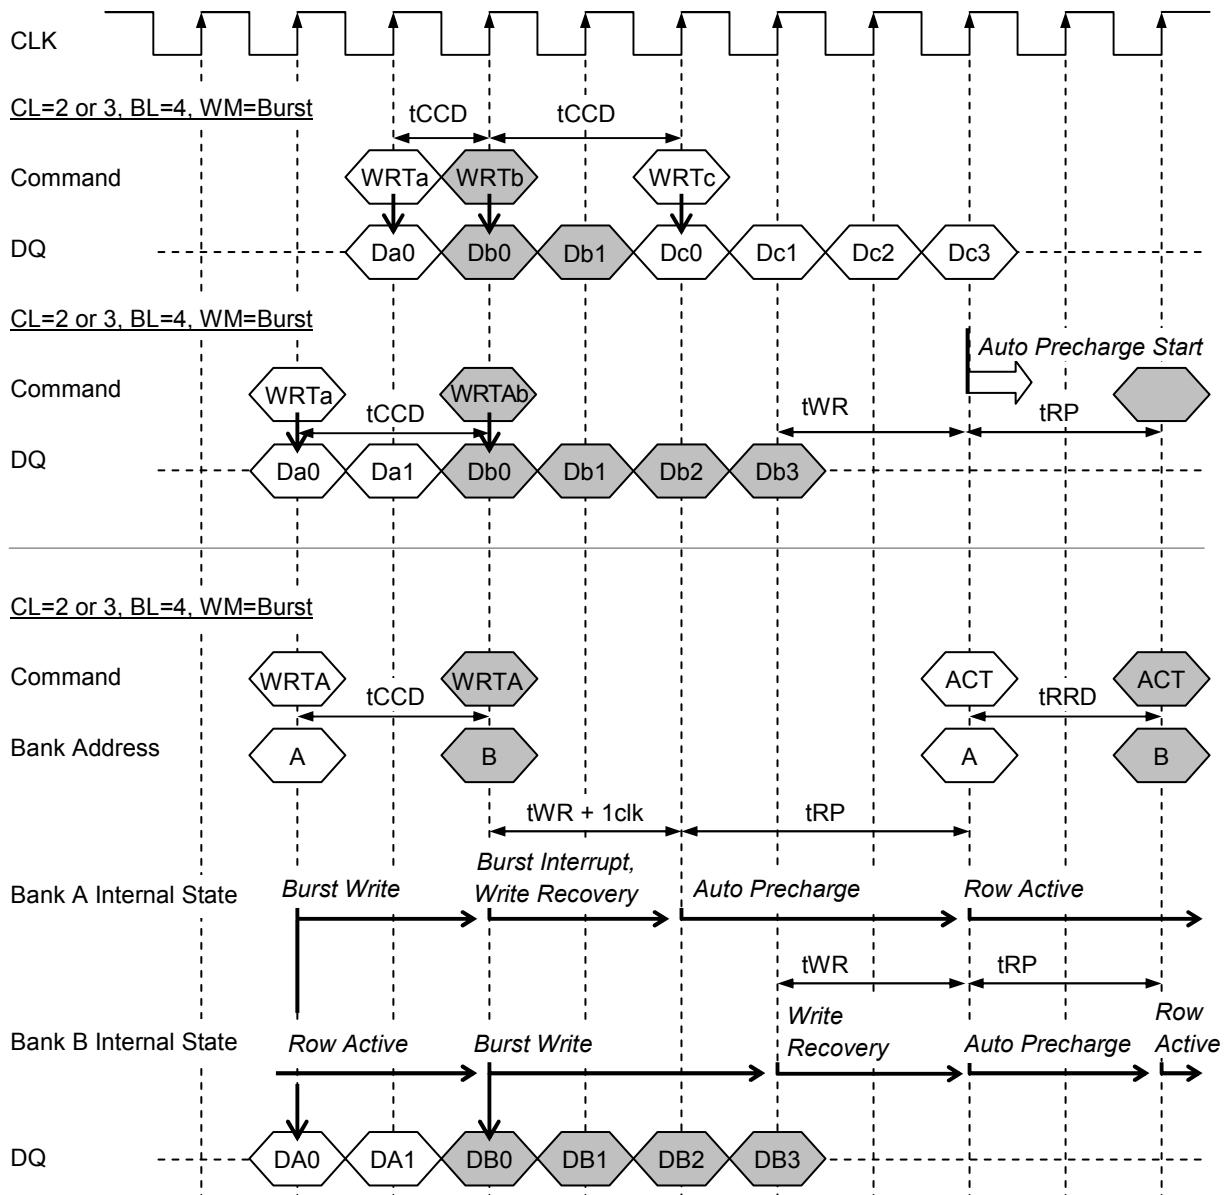 CLK
CL=2 or 3, BL=4, WM=Burst
tCCD tCCD
Command WRTa WRTb WRTc
DQ Da0 Db0 Db1 Dc0 Dc1 Dc2 Dc3
CL=2 or 3, BL=4, WM=Burst
Auto Precharge Start
Command WRTa WRTAb
tCCD tWR tRP
DQ Da0 Da1 Db0 Db1 Db2 Db3
CL=2 or 3, BL=4, WM=Burst
Command WRTA WRTA ACT ACT
tCCD tRRD
Bank Address A B A B
tWR + 1clk tRP
Burst Interrupt,
Bank A Internal State Burst Write Write Recovery Auto Precharge Row Active
tWR tRP
Write Row
Bank B Internal State Row Active Burst Write Recovery Auto Precharge Active
DQ DA0 DA1 DB0 DB1 DB2 DB3